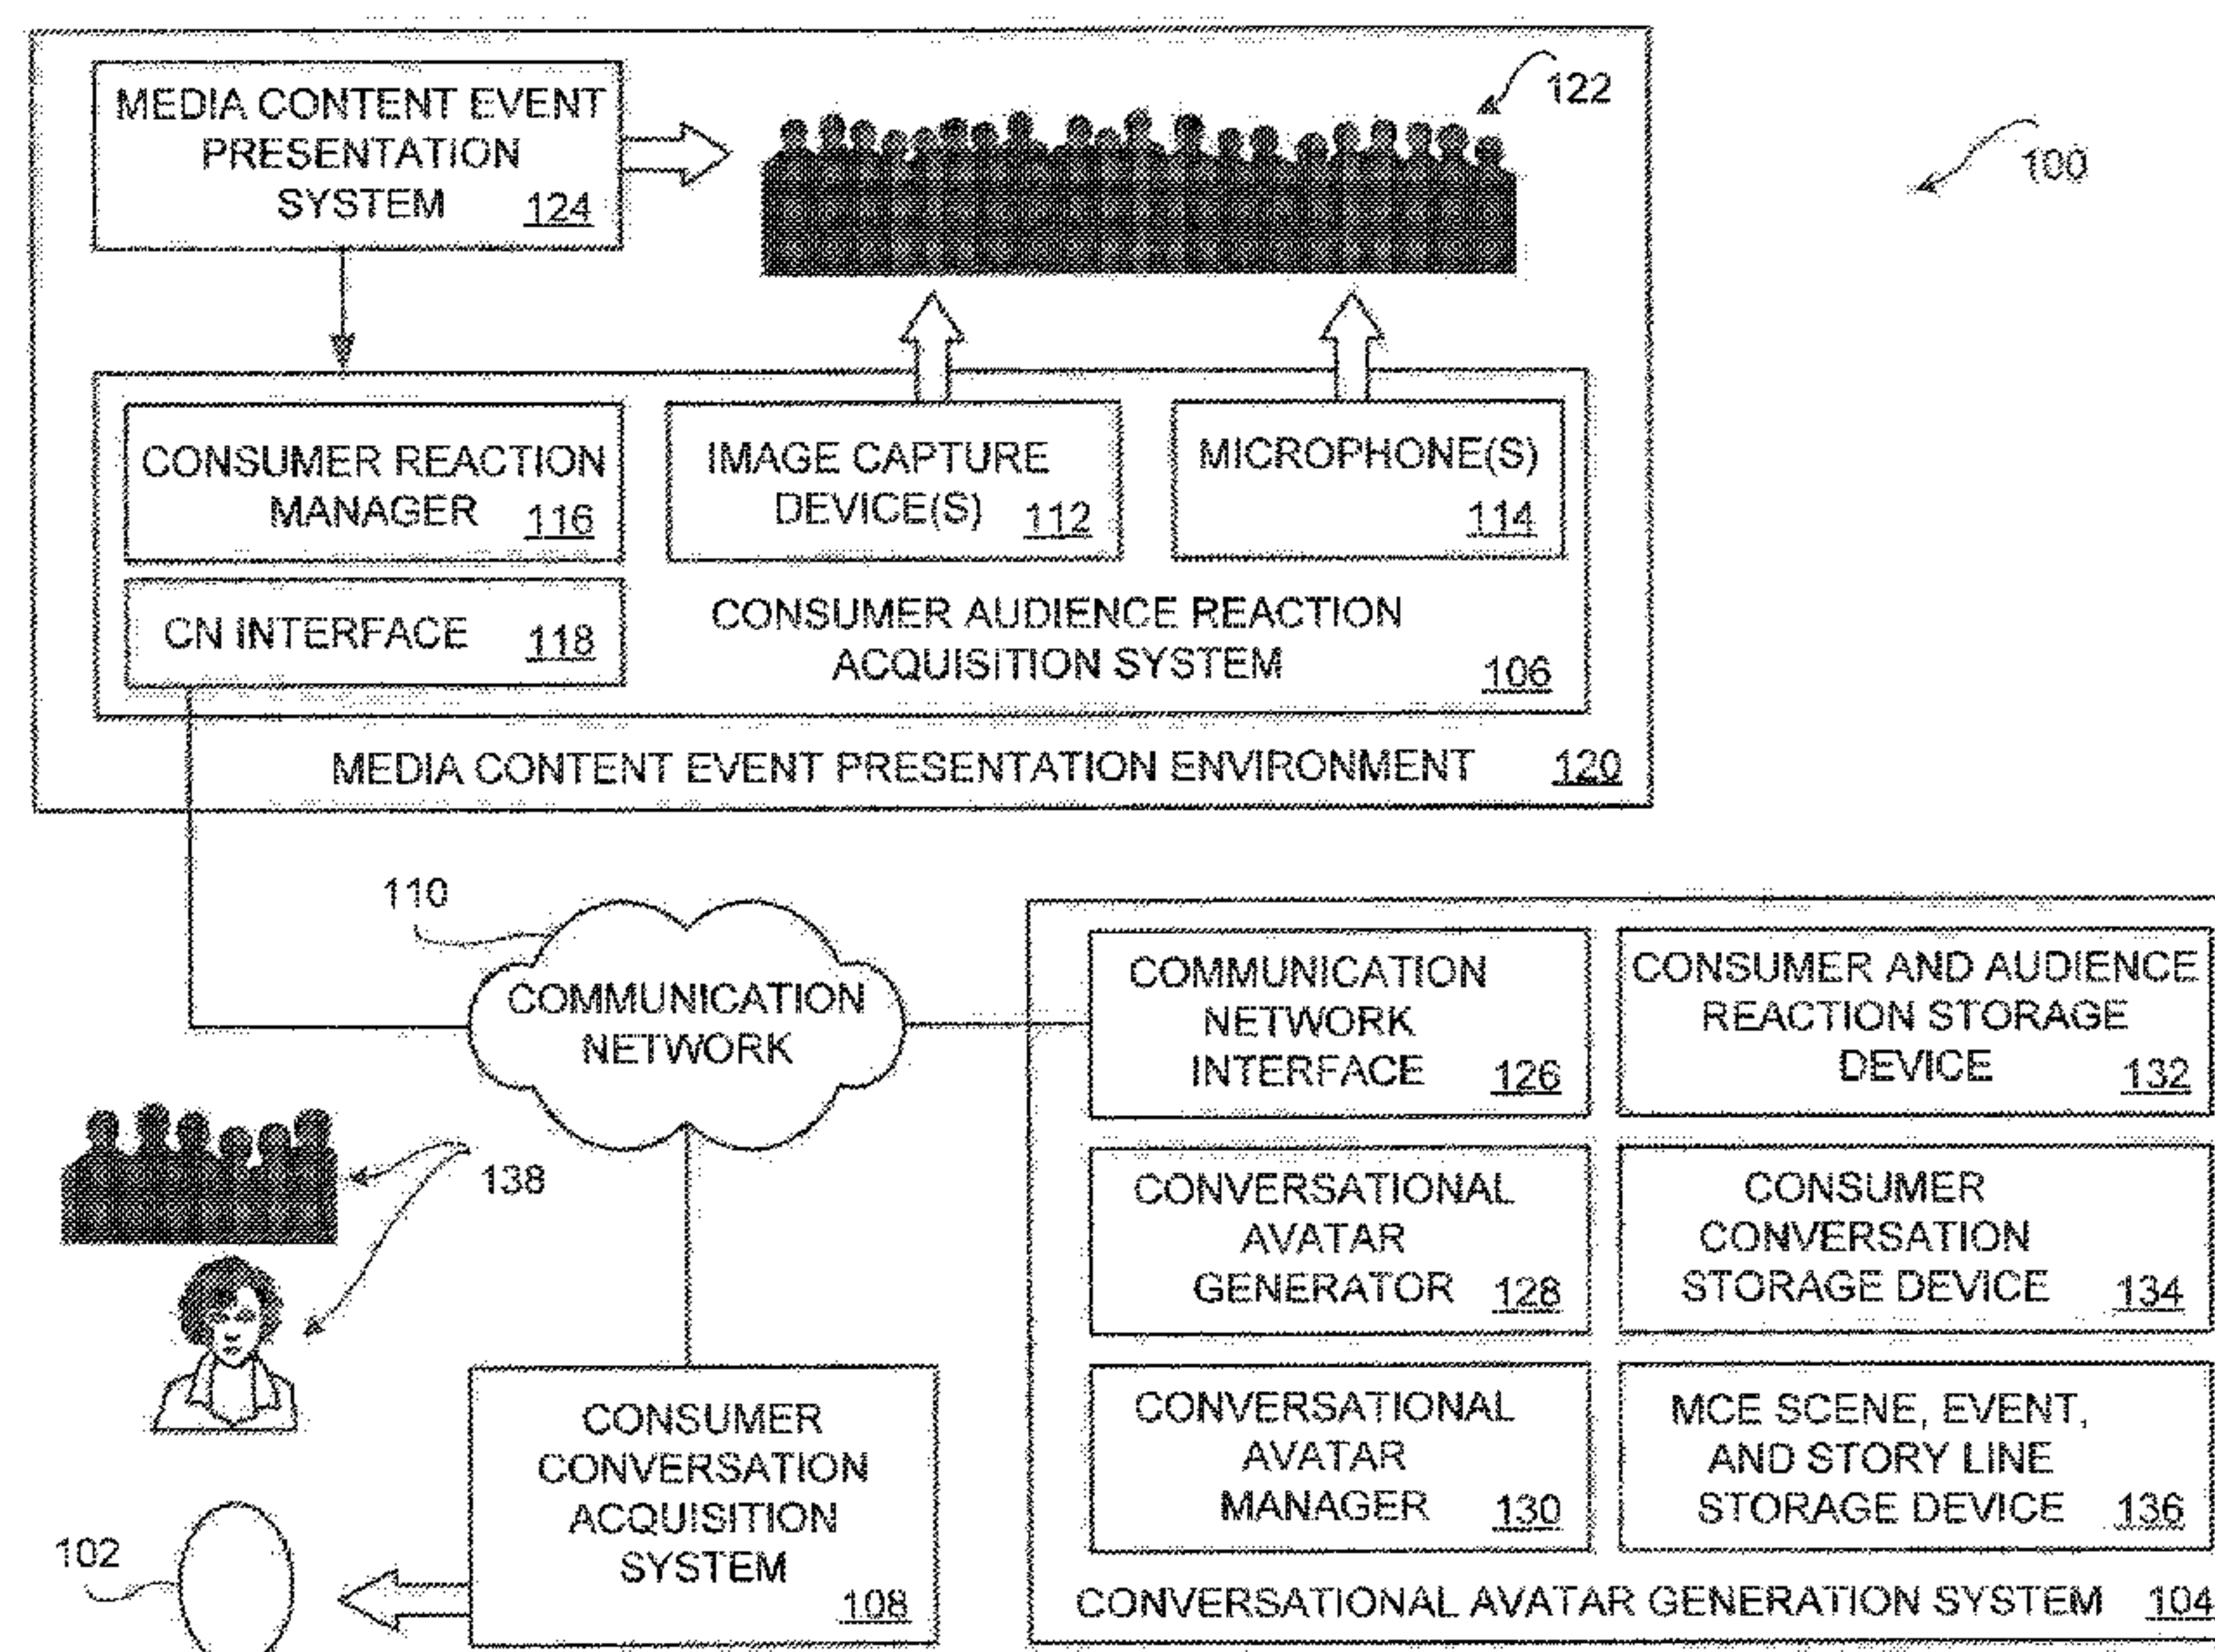 MEDIA CONTENT EVENT
PRESENTATION
SYSTEM 124
122
100
CONSUMER REACTION
MANAGER 116
IMAGE CAPTURE
DEVICE(S) 112
MICROPHONE(S)
114
CN INTERFACE 118
CONSUMER AUDIENCE REACTION
ACQUISITION SYSTEM 106
MEDIA CONTENT EVENT PRESENTATION ENVIRONMENT 120
110
COMMUNICATION
NETWORK
COMMUNICATION
NETWORK
INTERFACE 126
CONSUMER AND AUDIENCE
REACTION STORAGE
DEVICE 132
138
CONVERSATIONAL
AVATAR
GENERATOR 128
CONSUMER
CONVERSATION
STORAGE DEVICE 134
CONSUMER
CONVERSATION
ACQUISITION
SYSTEM
108
102
CONVERSATIONAL
AVATAR
MANAGER 130
MCE SCENE, EVENT,
AND STORY LINE
STORAGE DEVICE 136
CONVERSATIONAL AVATAR GENERATION SYSTEM 104